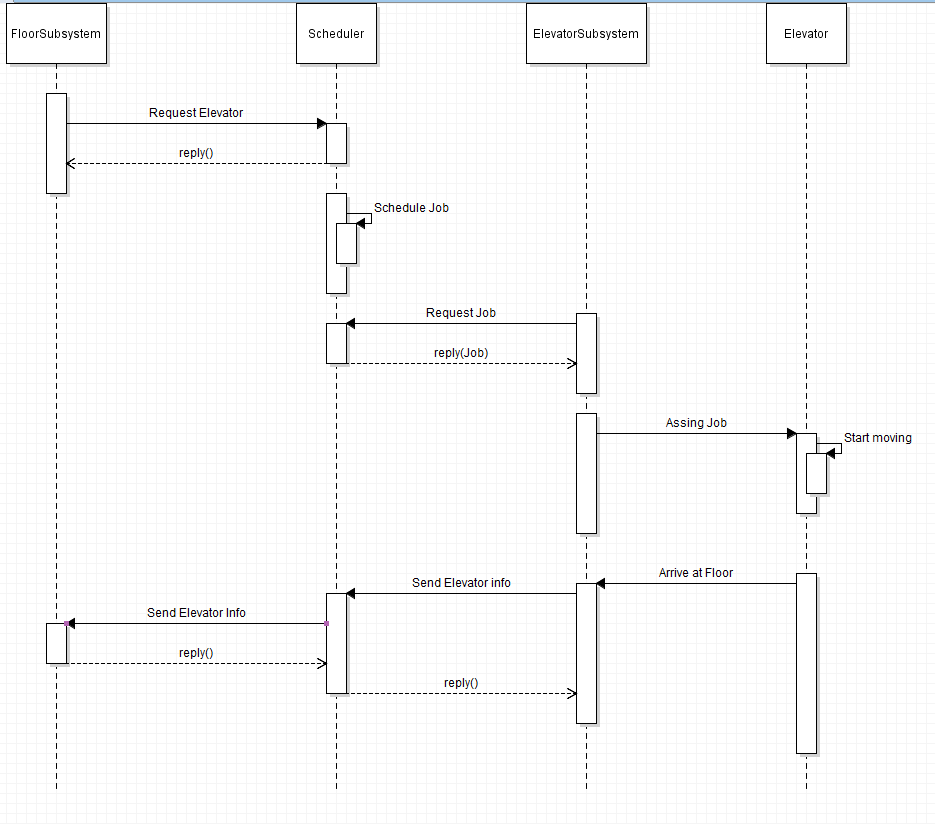 FloorSubsystem
Scheduler
ElevatorSubsystem
Elevator
Request Elevator
reply()
Schedule Job
Request Job
reply(Job)
Assing Job
Start moving
Arrive at Floor
Send Elevator info
Send Elevator Info
reply()
reply()